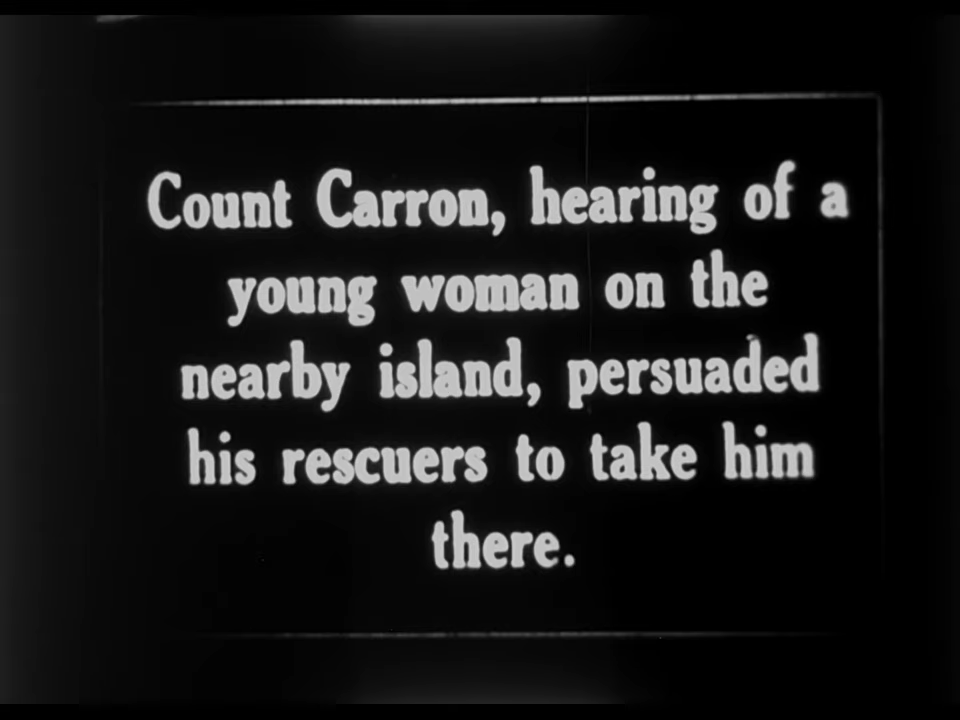 Count Carron, hearing of a
young woman on the
nearby island, persuaded
his rescuers to take him
there.